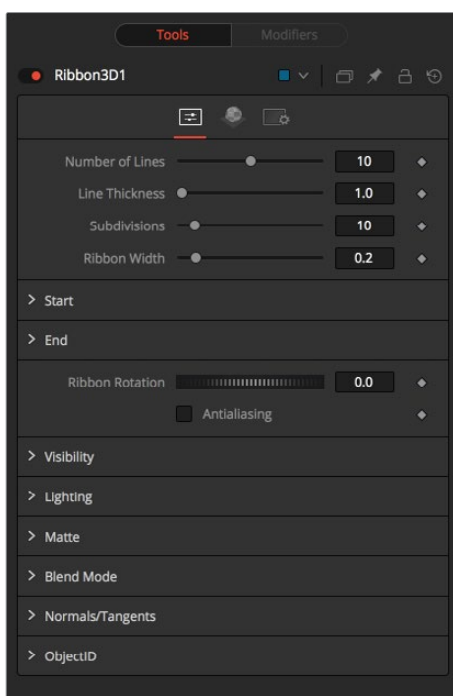 Tools Modifiers
Ribbon3D1
Number of Lines 10
Line Thickness 1.0
Subdivisions 10
Ribbon Width 0.2
Start
End
Ribbon Rotation 0.0
Antialiasing
Visibility
Lighting
Matte
Blend Mode
Normals/Tangents
ObjectID